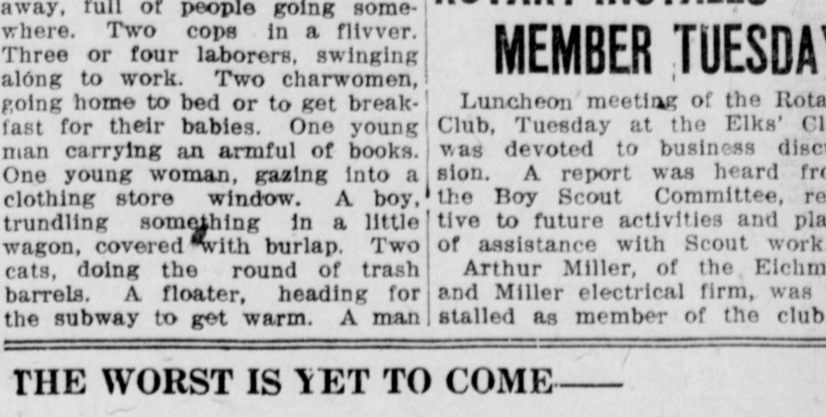 away, full of people going some-
where. Two cops in a flivver.
Three or four laborers, swinging
along to work. Two charwomen,
going home to bed or to get break-
fast for their babies. One young
man carrying an armful of books.
One young woman, gazing into a
clothing store window. A boy,
trundling something in a little
wagon, covered with burlap. Two
cats, doing the round of trash
barrels. A floater, heading for
the subway to get warm. A man
MEMBER TUESDA
Luncheon meeting of the Rota
Club, Tuesday at the Elks' Cl
was devoted to business discu
sion. A report was heard fro
the Boy Scout Committee, re
tive to future activities and pla
of assistance with Scout work
Arthur Miller, of the Eichm
and Miller electrical firm, was
stalled as member of the club
THE WORST IS YET TO COME——